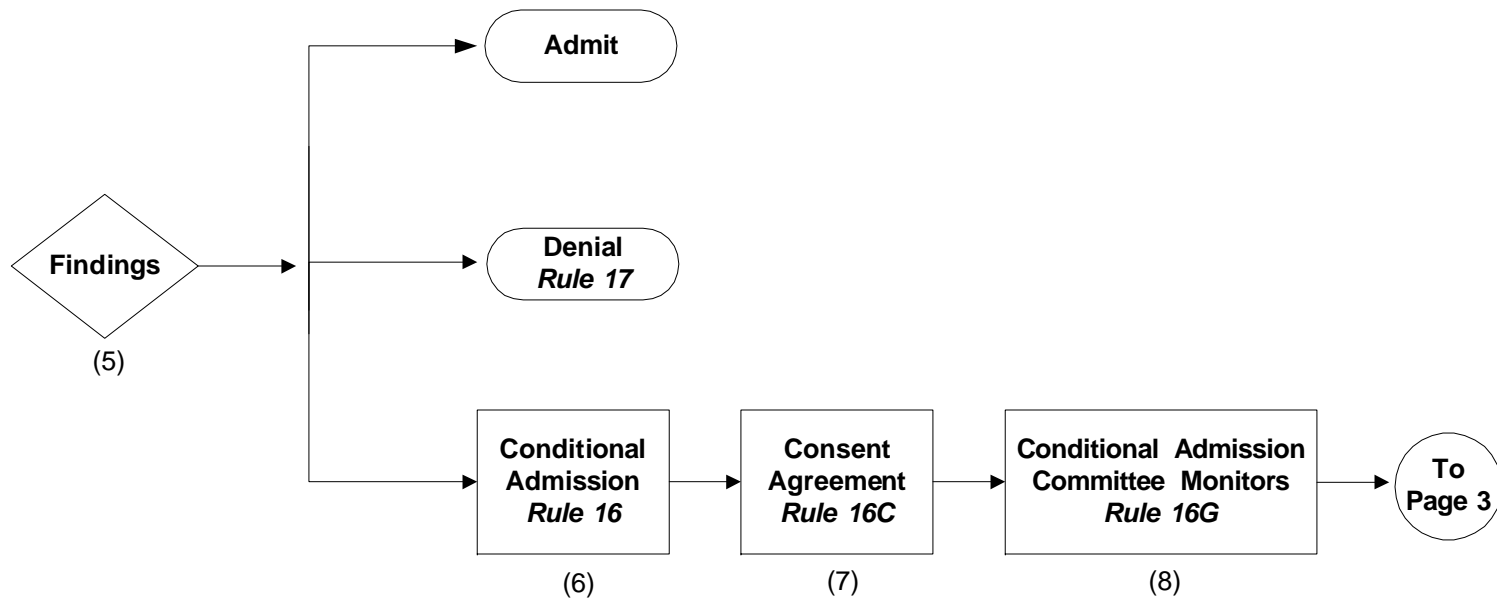 Admit
Findings
(5)
Denial
Rule 17
Conditional
Admission
Rule 16
(6)
Consent
Agreement
Rule 16C
(7)
Conditional Admission
Committee Monitors
Rule 16G
(8)
To
Page 3